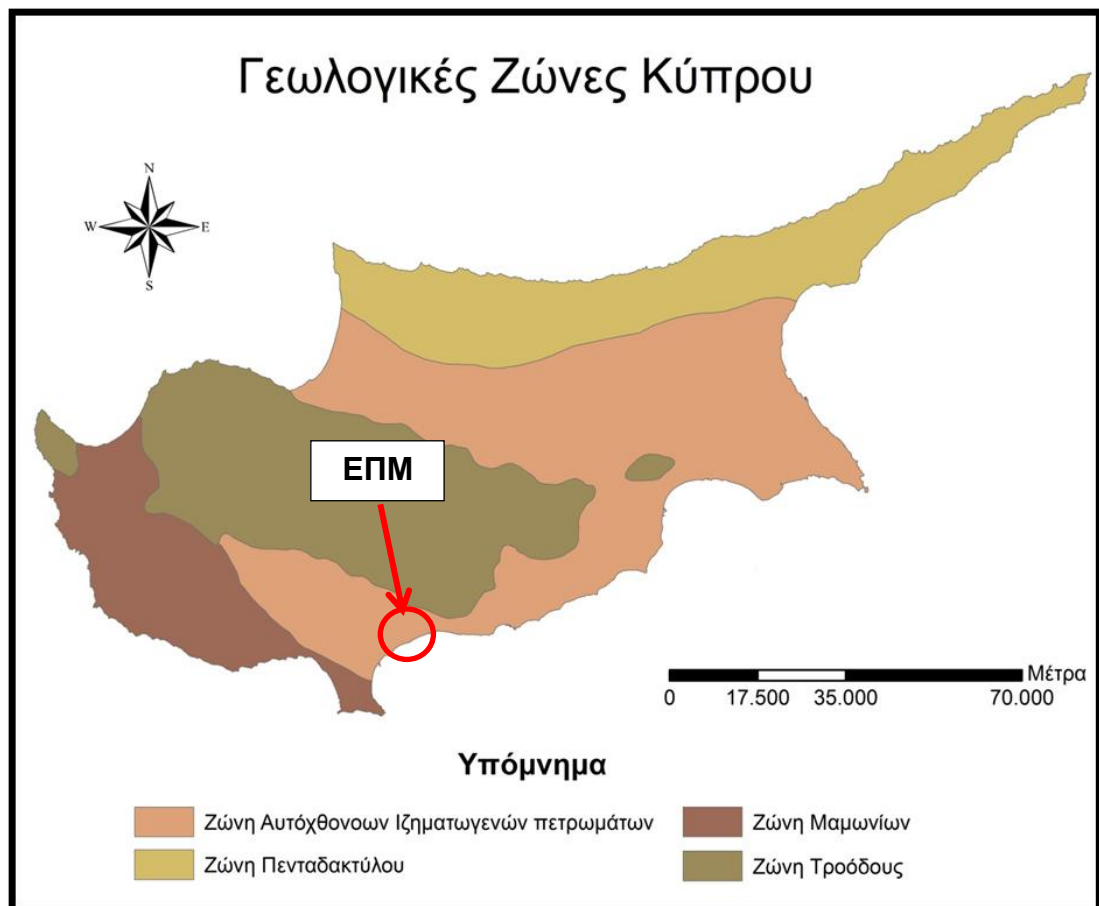 Γεωλογικές Ζώνες Κύπρου
N
W E
S
ΕΠΜ
Μέτρα
0 17.500 35.000 70.000
Υπόμνημα
Ζώνη Αυτόχθονοων Ιζηματωγενών πετρωμάτων
Ζώνη Μαμωνίων
Ζώνη Πενταδακτύλου
Ζώνη Τροόδους